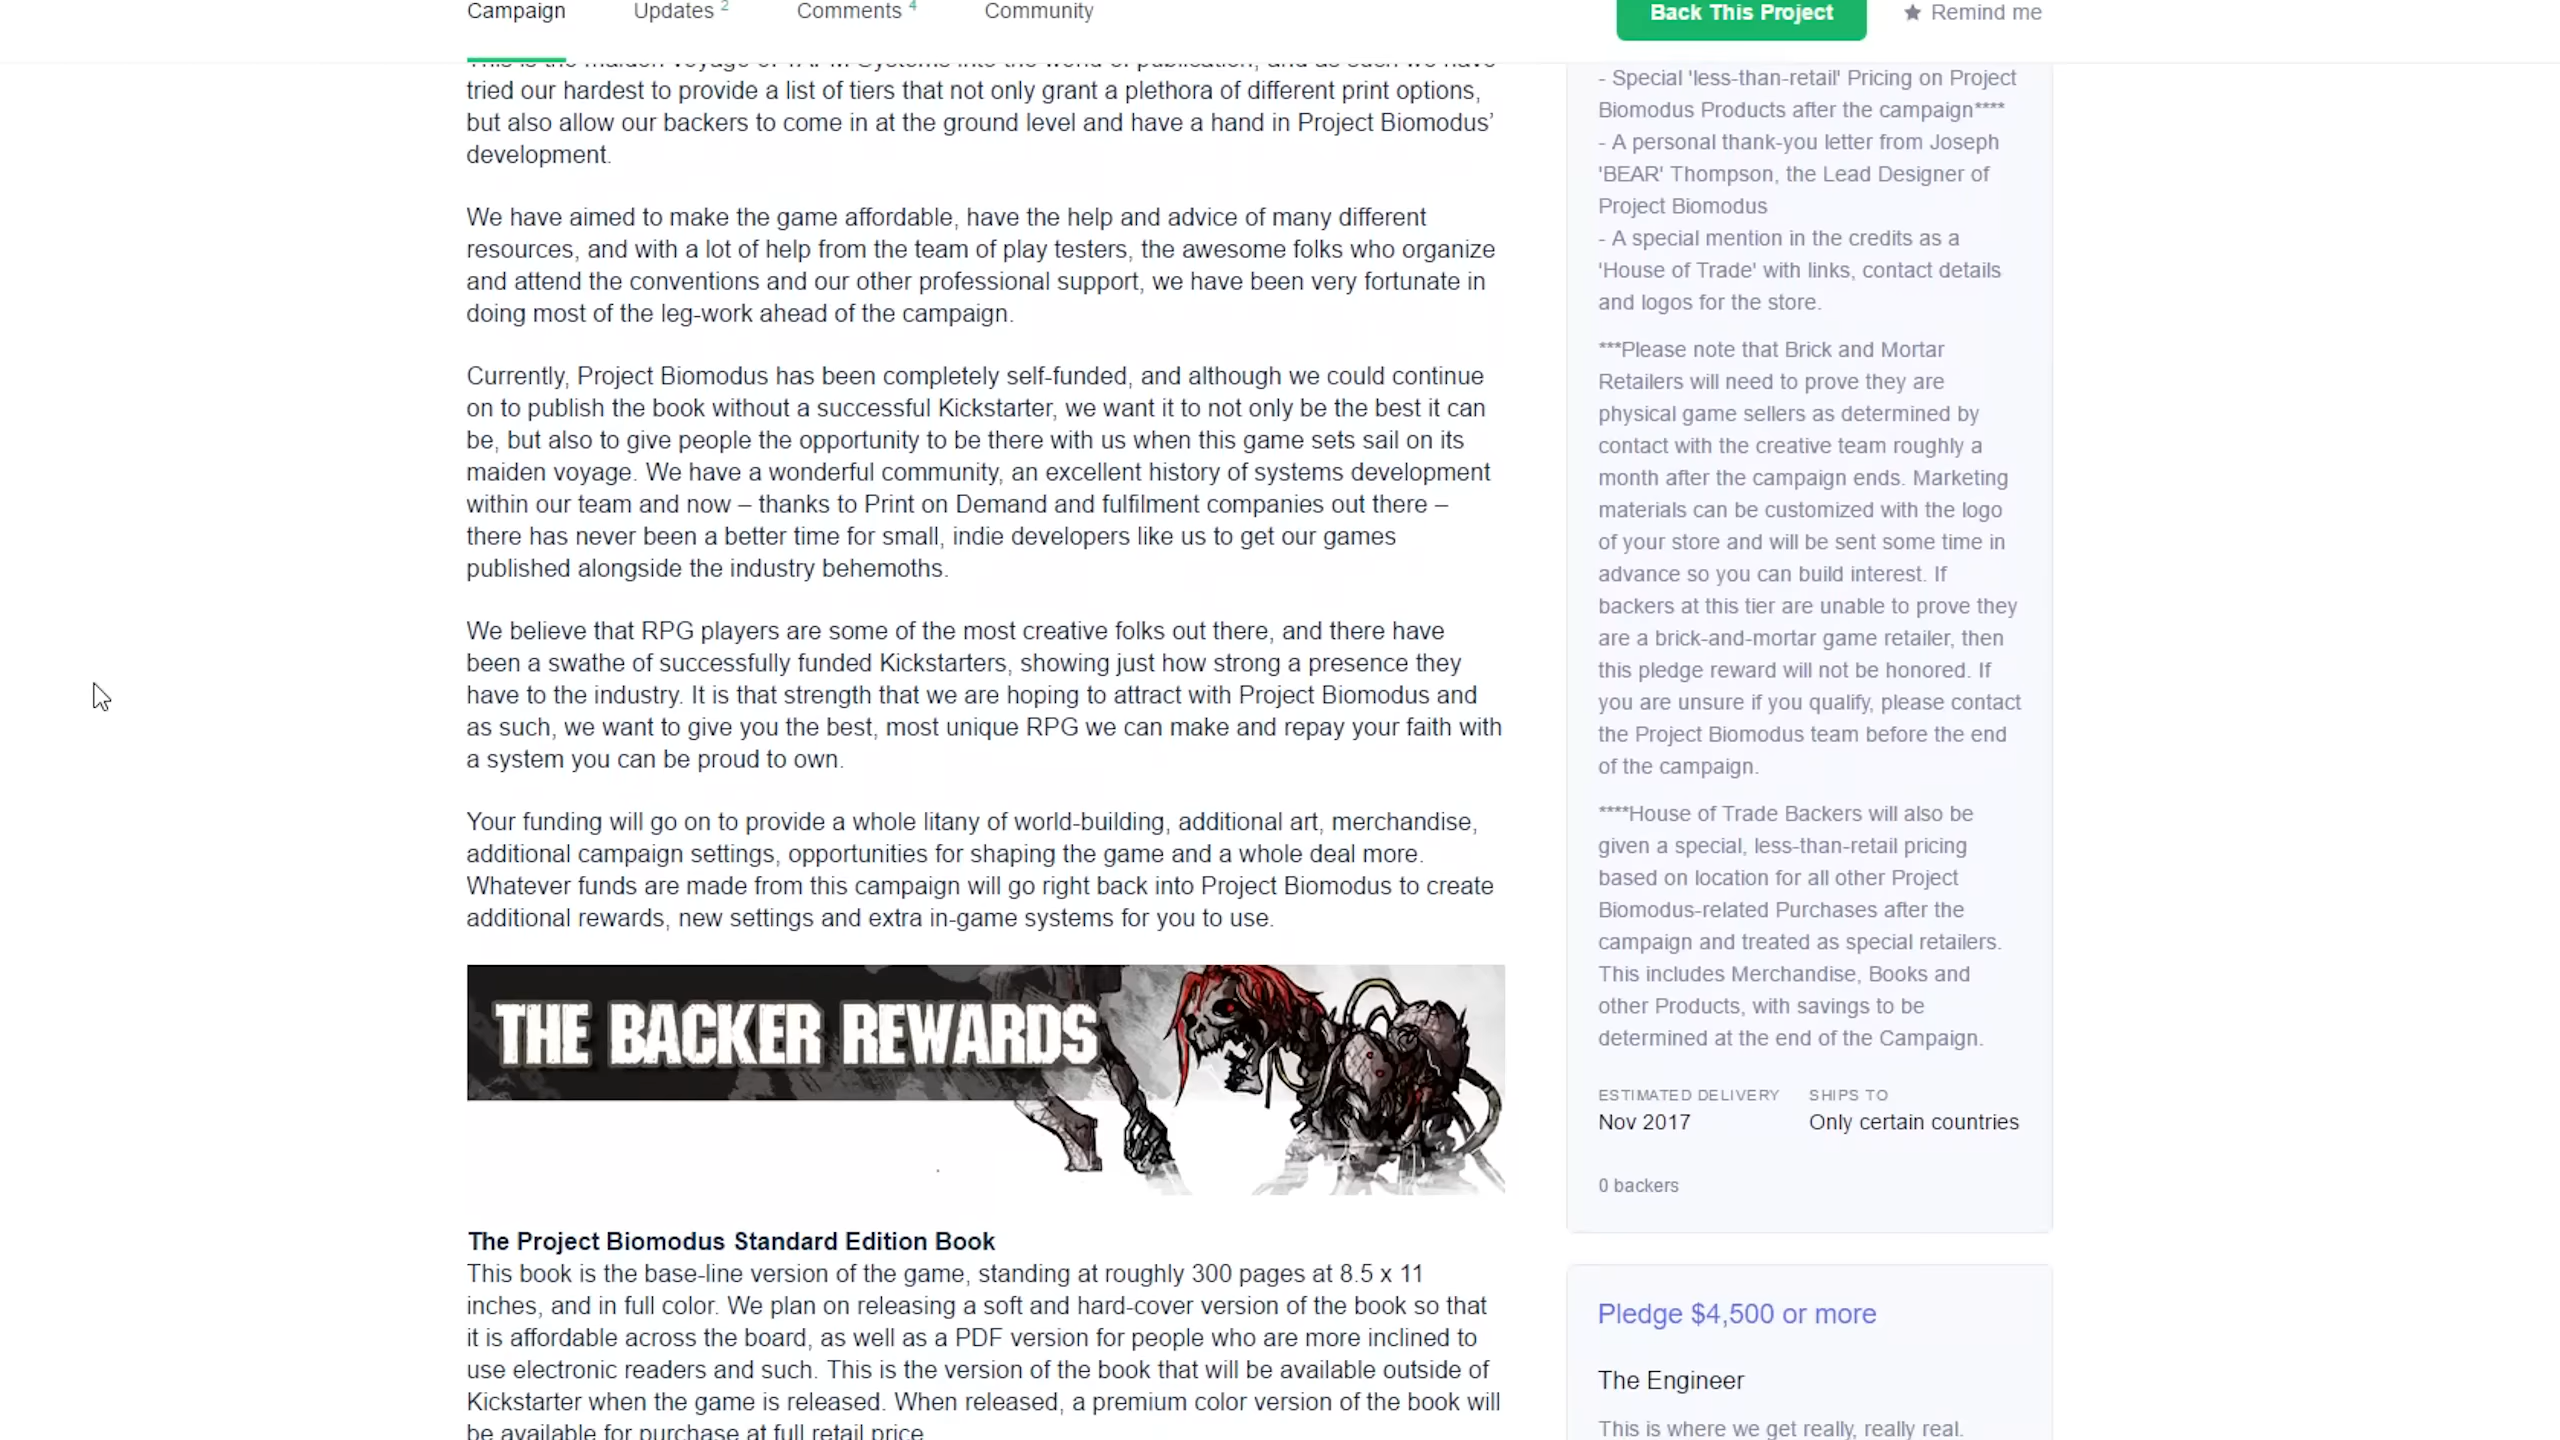 Campaign
Updates 2
Comments 4
Community
Back This Project
Remind me
This is the maiden voyage of TAPM Systems into the world of publication, and as such we have
tried our hardest to provide a list of tiers that not only grant a plethora of different print options,
but also allow our backers to come in at the ground level and have a hand in Project Biomodus’
development.
We have aimed to make the game affordable, have the help and advice of many different
resources, and with a lot of help from the team of play testers, the awesome folks who organize
and attend the conventions and our other professional support, we have been very fortunate in
doing most of the leg-work ahead of the campaign.
Currently, Project Biomodus has been completely self-funded, and although we could continue
on to publish the book without a successful Kickstarter, we want it to not only be the best it can
be, but also to give people the opportunity to be there with us when this game sets sail on its
maiden voyage. We have a wonderful community, an excellent history of systems development
within our team and now – thanks to Print on Demand and fulfilment companies out there –
there has never been a better time for small, indie developers like us to get our games
published alongside the industry behemoths.
We believe that RPG players are some of the most creative folks out there, and there have
been a swathe of successfully funded Kickstarters, showing just how strong a presence they
have to the industry. It is that strength that we are hoping to attract with Project Biomodus and
as such, we want to give you the best, most unique RPG we can make and repay your faith with
a system you can be proud to own.
Your funding will go on to provide a whole litany of world-building, additional art, merchandise,
additional campaign settings, opportunities for shaping the game and a whole deal more.
Whatever funds are made from this campaign will go right back into Project Biomodus to create
additional rewards, new settings and extra in-game systems for you to use.
THE BACKER REWARDS
The Project Biomodus Standard Edition Book
This book is the base-line version of the game, standing at roughly 300 pages at 8.5 x 11
inches, and in full color. We plan on releasing a soft and hard-cover version of the book so that
it is affordable across the board, as well as a PDF version for people who are more inclined to
use electronic readers and such. This is the version of the book that will be available outside of
Kickstarter when the game is released. When released, a premium color version of the book will
be available for purchase at full retail price
- Special 'less-than-retail' Pricing on Project
Biomodus Products after the campaign****
- A personal thank-you letter from Joseph
'BEAR' Thompson, the Lead Designer of
Project Biomodus
- A special mention in the credits as a
'House of Trade' with links, contact details
and logos for the store.
***Please note that Brick and Mortar
Retailers will need to prove they are
physical game sellers as determined by
contact with the creative team roughly a
month after the campaign ends. Marketing
materials can be customized with the logo
of your store and will be sent some time in
advance so you can build interest. If
backers at this tier are unable to prove they
are a brick-and-mortar game retailer, then
this pledge reward will not be honored. If
you are unsure if you qualify, please contact
the Project Biomodus team before the end
of the campaign.
****House of Trade Backers will also be
given a special, less-than-retail pricing
based on location for all other Project
Biomodus-related Purchases after the
campaign and treated as special retailers.
This includes Merchandise, Books and
other Products, with savings to be
determined at the end of the Campaign.
ESTIMATED DELIVERY
Nov 2017
SHIPS TO
Only certain countries
0 backers
Pledge $4,500 or more
The Engineer
This is where we get really, really real.